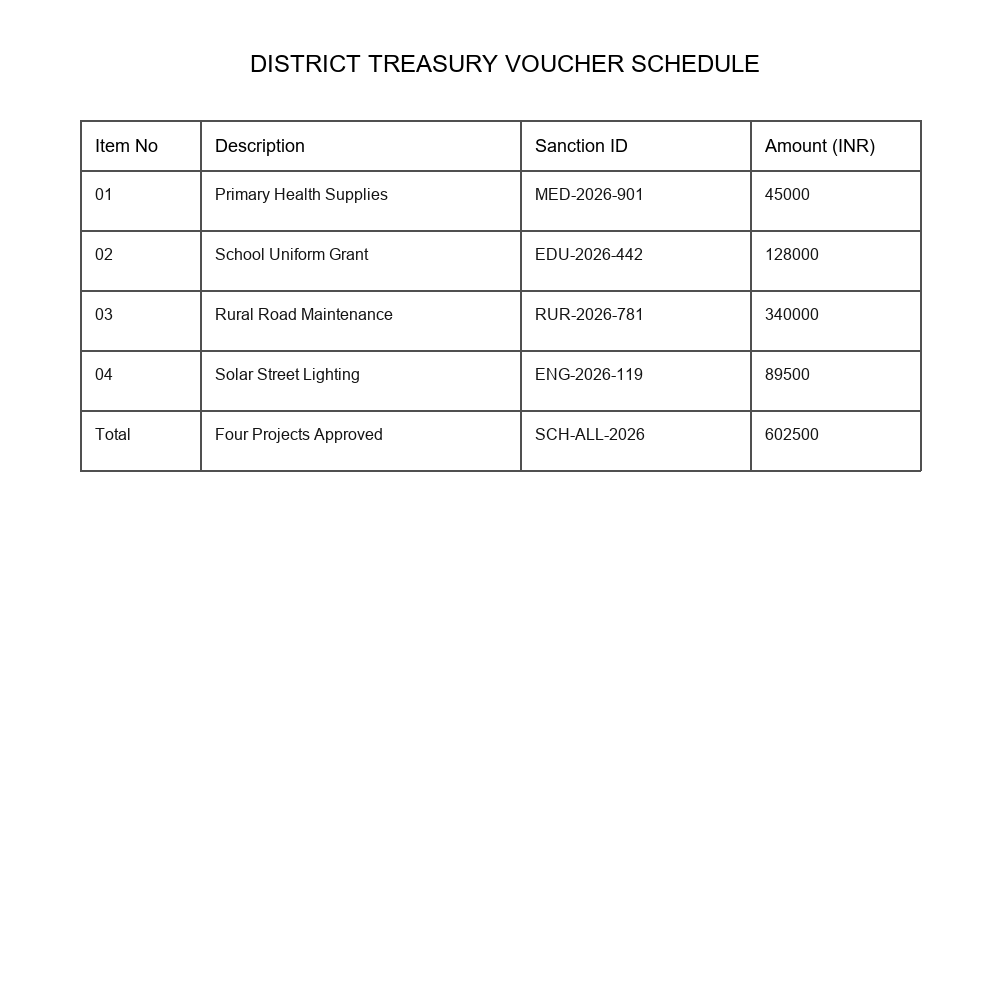 DISTRICT TREASURY VOUCHER SCHEDULE
Item No Description Sanction ID Amount (INR)
01 Primary Health Supplies MED-2026-901 45000
02 School Uniform Grant EDU-2026-442 128000
03 Rural Road Maintenance RUR-2026-781 340000
04 Solar Street Lighting ENG-2026-119 89500
Total Four Projects Approved SCH-ALL-2026 602500